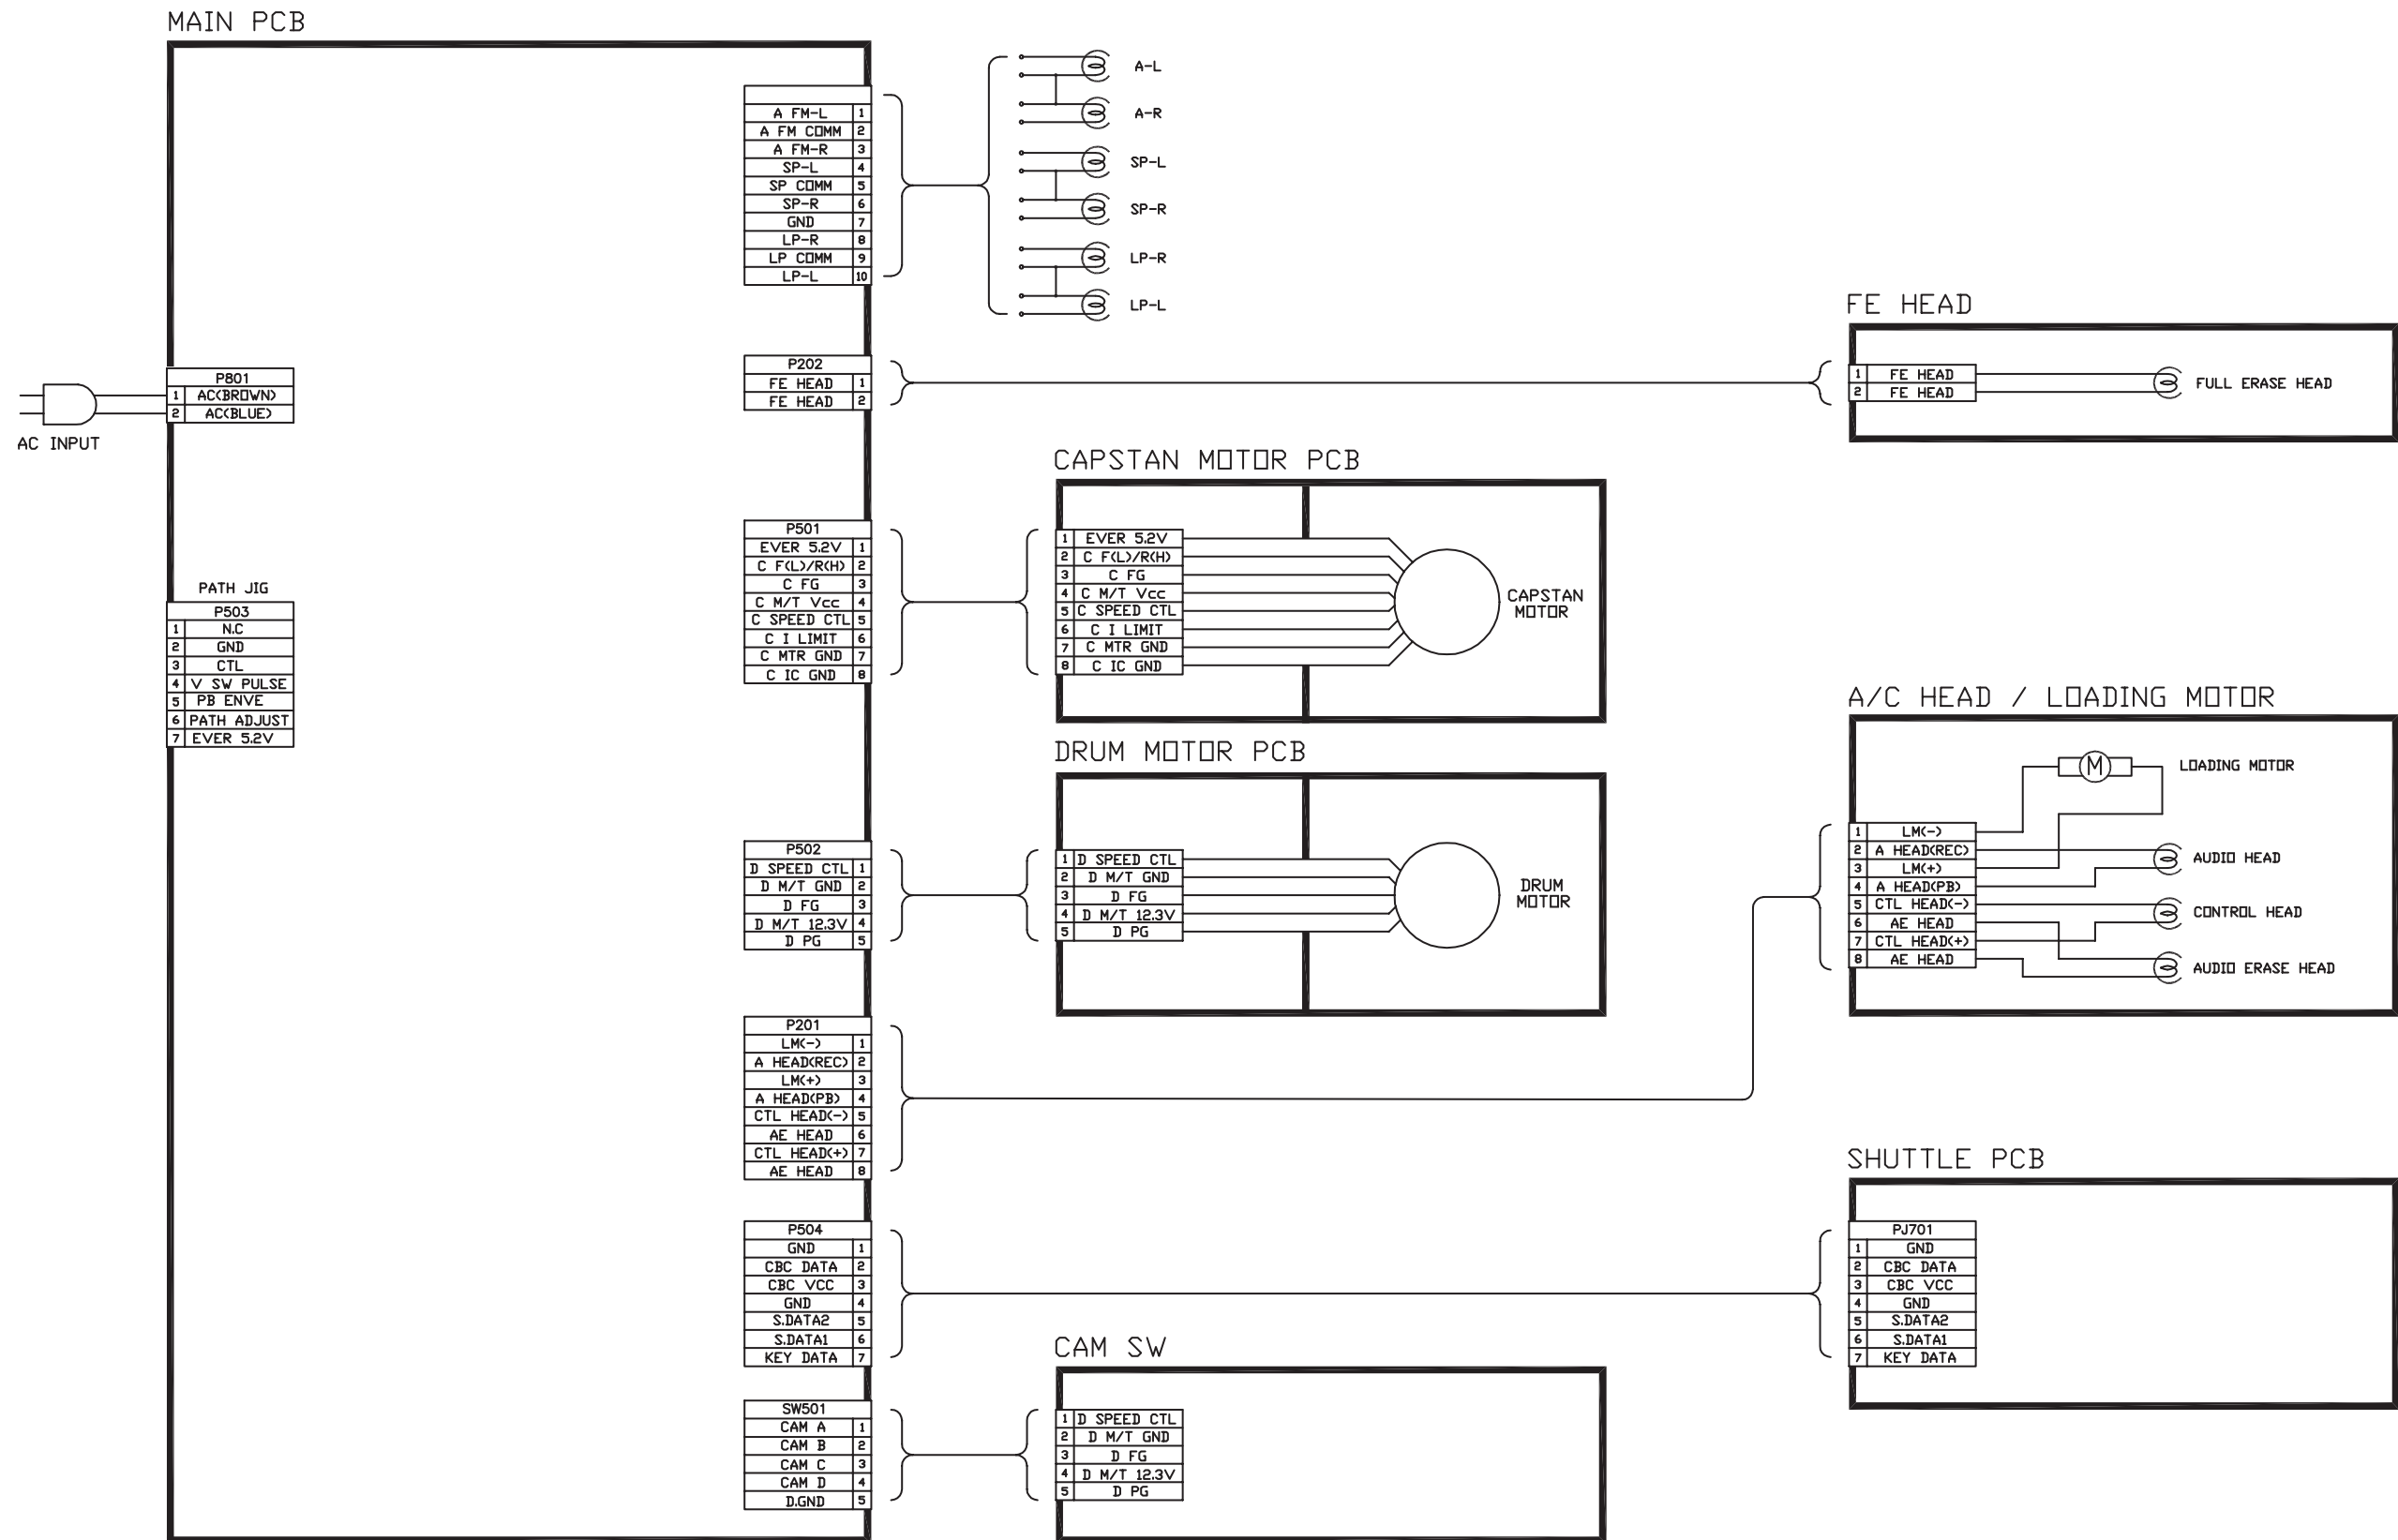 MAIN PCB
A FM-L 1
A FM COMM 2
A FM-R 3
SP-L 4
SP COMM 5
SP-R 6
GND 7
LP-R 8
LP COMM 9
LP-L 10
A-L
A-R
SP-L
SP-R
LP-R
LP-L
P801
1 AC(BROWN)
2 AC(BLUE)
AC INPUT
P202
FE HEAD 1
FE HEAD 2
FE HEAD
1 FE HEAD
2 FE HEAD
FULL ERASE HEAD
PATH JIG
P503
1 N.C
2 GND
3 CTL
4 V SW PULSE
5 PB ENVE
6 PATH ADJUST
7 EVER 5.2V
P501
EVER 5.2V 1
C F(L)/R(H) 2
C FG 3
C M/T Vcc 4
C SPEED CTL 5
C I LIMIT 6
C MTR GND 7
C IC GND 8
CAPSTAN MOTOR PCB
1 EVER 5.2V
2 C F(L)/R(H)
3 C FG
4 C M/T Vcc
5 C SPEED CTL
6 C I LIMIT
7 C MTR GND
8 C IC GND
CAPSTAN
MOTOR
P502
D SPEED CTL 1
D M/T GND 2
D FG 3
D M/T 12.3V 4
D PG 5
DRUM MOTOR PCB
1 D SPEED CTL
2 D M/T GND
3 D FG
4 D M/T 12.3V
5 D PG
DRUM
MOTOR
P201
LM(-) 1
A HEAD(REC) 2
LM(+) 3
A HEAD(PB) 4
CTL HEAD(-) 5
AE HEAD 6
CTL HEAD(+) 7
AE HEAD 8
A/C HEAD / LOADING MOTOR
M
LOADING MOTOR
1 LM(-)
2 A HEAD(REC)
3 LM(+)
4 A HEAD(PB)
5 CTL HEAD(-)
6 AE HEAD
7 CTL HEAD(+)
8 AE HEAD
AUDIO HEAD
CONTROL HEAD
AUDIO ERASE HEAD
P504
GND 1
CBC DATA 2
CBC VCC 3
GND 4
S.DATA2 5
S.DATA1 6
KEY DATA 7
SHUTTLE PCB
PJ701
1 GND
2 CBC DATA
3 CBC VCC
4 GND
5 S.DATA2
6 S.DATA1
7 KEY DATA
SW501
CAM A 1
CAM B 2
CAM C 3
CAM D 4
D.GND 5
CAM SW
1 D SPEED CTL
2 D M/T GND
3 D FG
4 D M/T 12.3V
5 D PG